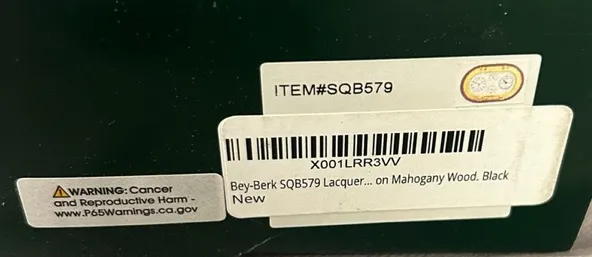 ITEM#SQB579
X001LRR3VV
Bey-Berk SQB579 Lacquer... on Mahogany Wood. Black
New
⚠WARNING: Cancer
and Reproductive Harm -
www.P65Warnings.ca.gov